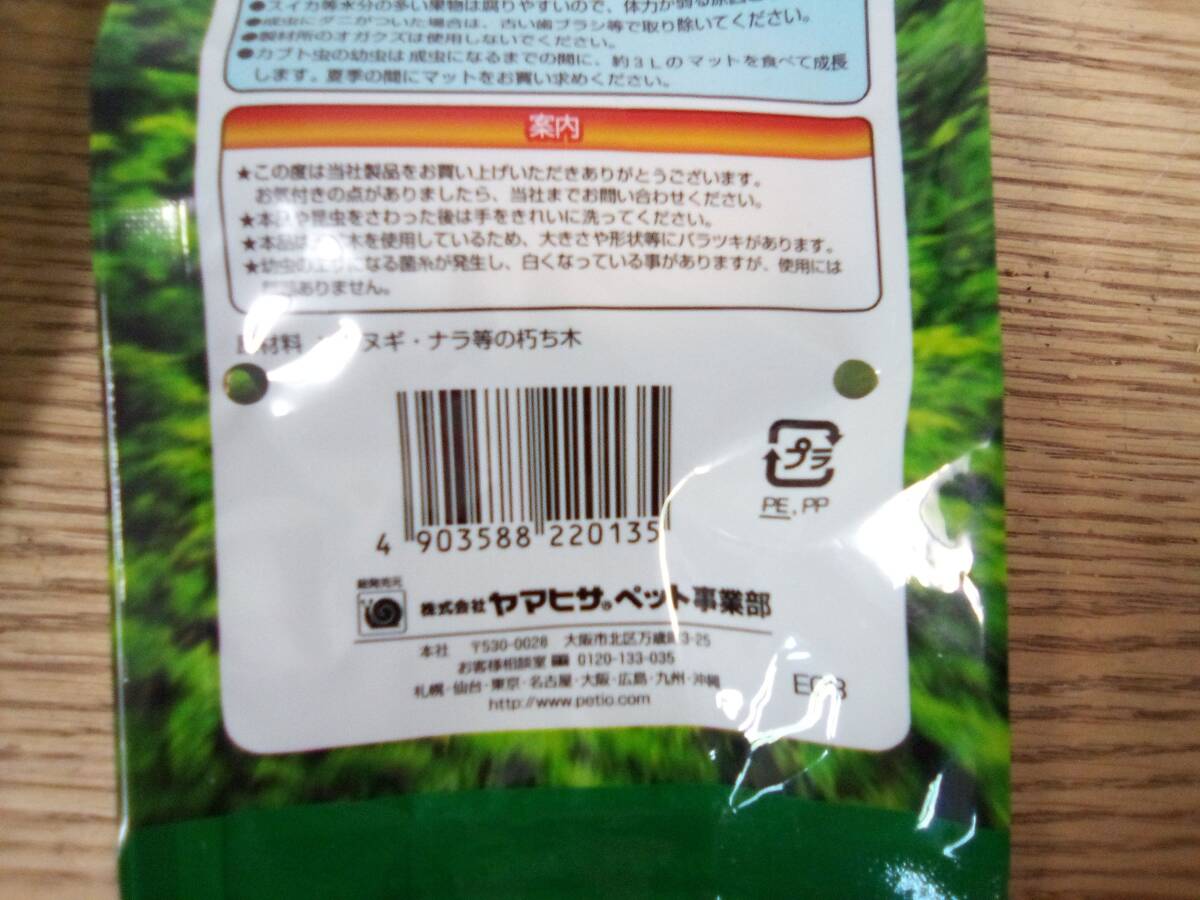 ●スイカ等水分の多い果物は腐りやすいので、体力が弱る原因
●成虫にダニがついた場合は、古い歯ブラシ等で取り除いてください。
●製材所のオガクズは使用しないでください。
●カブト虫の幼虫は成虫になるまでの間に、約3Lのマットを食べて成長
します。夏季の間にマットをお買い求めください。
案内
★この度は当社製品をお買い上げいただきありがとうございます。
お気付きの点がありましたら、当社までお問い合わせください。
★本品や昆虫をさわった後は手をきれいに洗ってください。
★本品は 木を使用しているため、大きさや形状等にバラツキがあります。
★幼虫のエサになる菌糸が発生し、白くなっている事がありますが、使用には
ありません。
材料 ヌギ・ナラ等の朽ち木
プラ
PE, PP
4 903588 220135
総発売元
株式会社 ヤマヒサ® ペット事業部
本社 〒530-0028 大阪市北区万歳町3-25
お客様相談室 0120-133-035
札幌・仙台・東京・名古屋・大阪・広島・九州・沖縄
http://www.petio.com